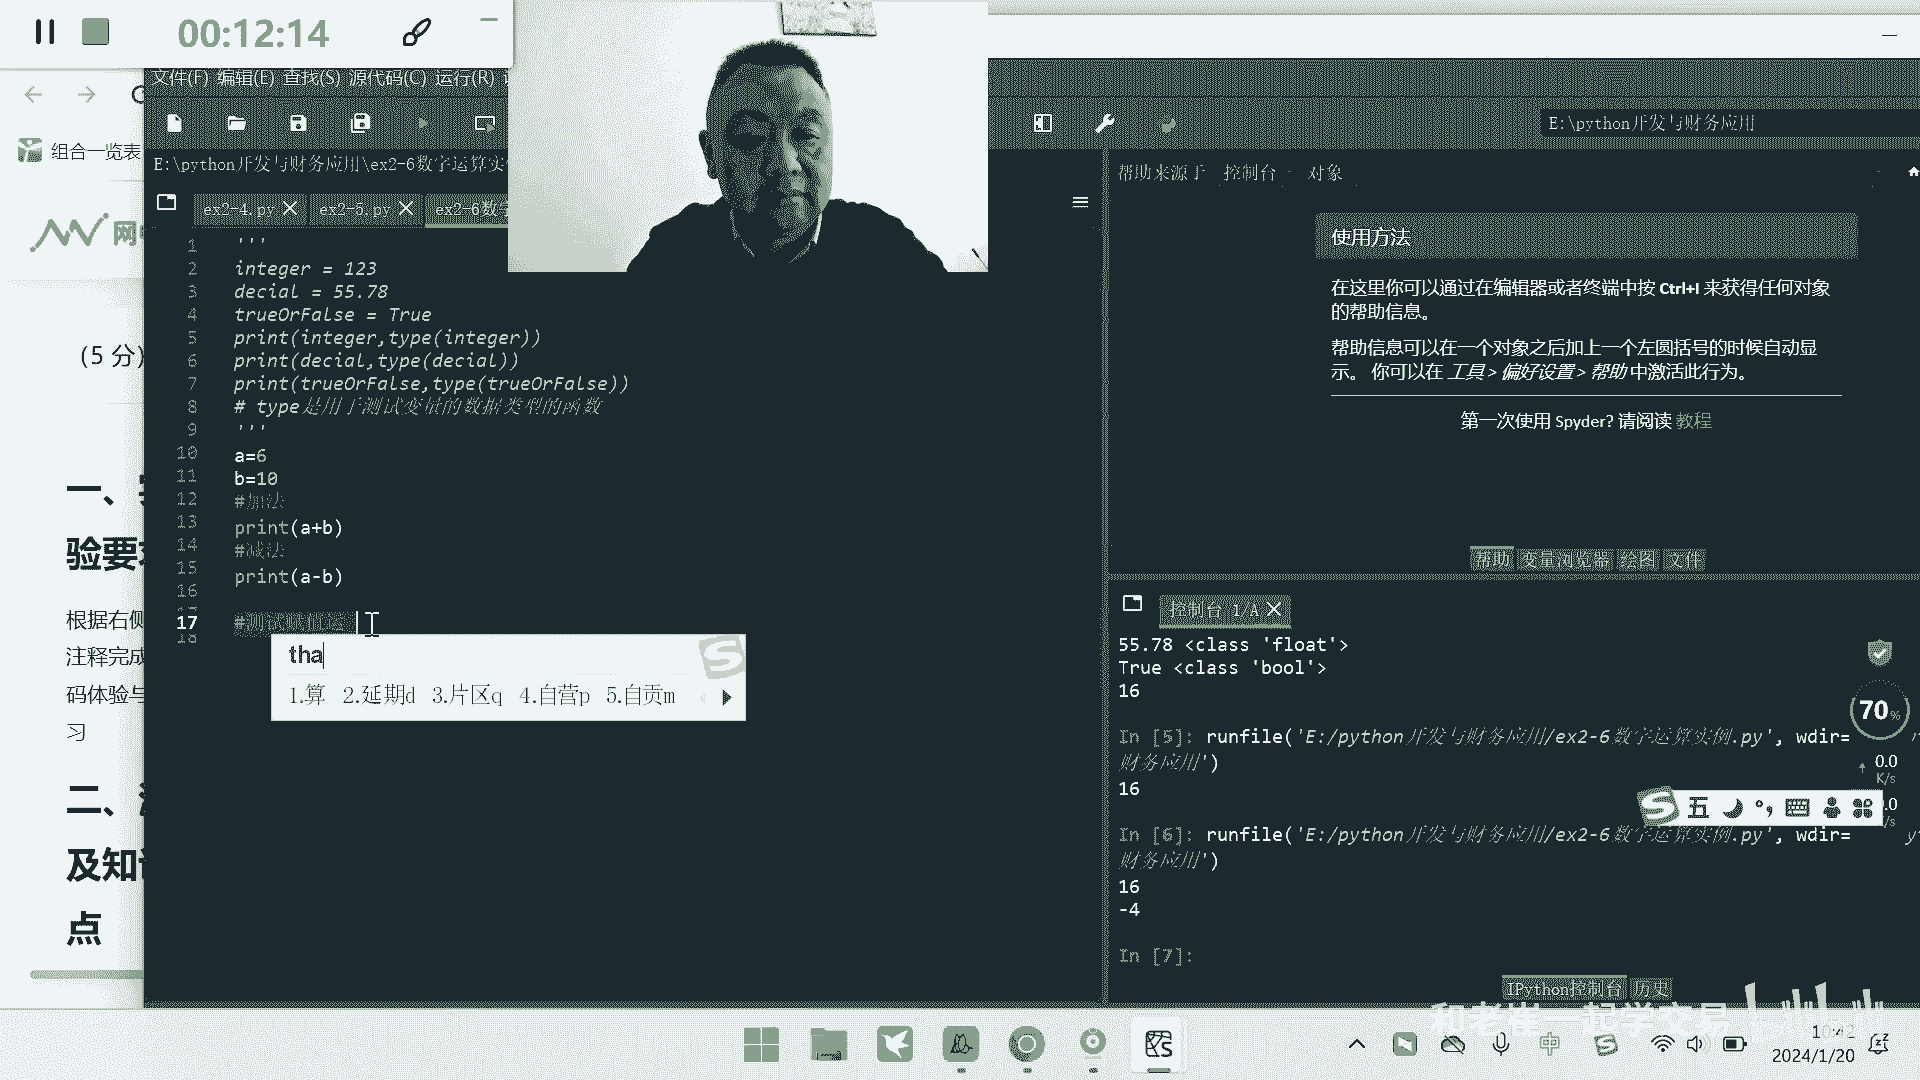 00:12:14
文件(F) 编辑(E) 查找(S) 源代码(C) 运行(R)
组合一览表
E:\python开发与财务应用\ex2-6数字运算实
E:\python开发与财务应用
ex2-4.py
ex2-5.py
ex2-6数
网
(5 分)
一、
验要
根据右侧
注释完成
码体验与
习
二、
及知
点
1 '''
2 integer = 123
3 decial = 55.78
4 trueOrFalse = True
5 print(integer,type(integer))
6 print(decial,type(decial))
7 print(trueOrFalse,type(trueOrFalse))
8 # type是用于测试变量的数据类型的函数
9 '''
10 a=6
11 b=10
12 #加法
13 print(a+b)
14 #减法
15 print(a-b)
16
17 #测试赋值运
18
tha
1.算 2.延期d 3.片区q 4.自营p 5.自贡m
帮助 来源于 控制台 对象
使用方法
在这里你可以通过在编辑器或者终端中按 Ctrl+I 来获得任何对象
的帮助信息。
帮助信息可以在一个对象之后加上一个左圆括号的时候自动显
示。 你可以在 工具 > 偏好设置 > 帮助 中激活此行为。
第一次使用 Spyder? 请阅读 教程
帮助 变量浏览器 绘图 文件
控制台 1/A
55.78 <class 'float'>
True <class 'bool'>
16
In [5]: runfile('E:/python开发与财务应用/ex2-6数字运算实例.py', wdir=
财务应用')
16
In [6]: runfile('E:/python开发与财务应用/ex2-6数字运算实例.py', wdir=
财务应用')
16
-4
In [7]:
IPython控制台 历史
70%
0.0
K/s
五
和老崔一起学交易
中
10:42
2024/1/20